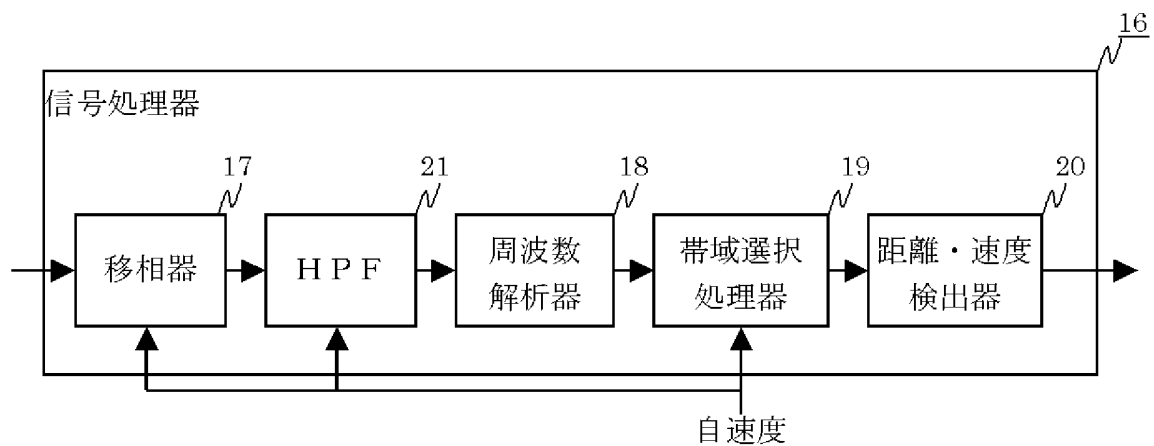 16
信号処理器
17
21
18
19
20
移相器
ＨＰＦ
周波数
解析器
帯域選択
処理器
距離・速度
検出器
自速度